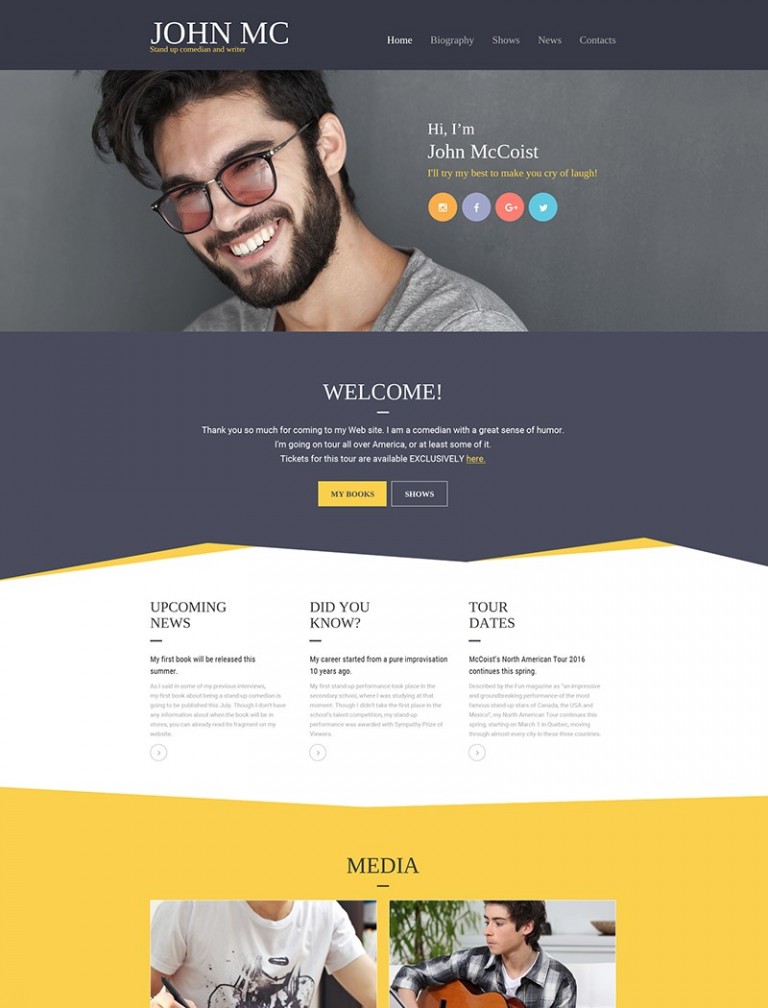 JOHN MC
Stand up comedian and writer
Home Biography Shows News Contacts
Hi, I'm
John McCoist
I'll try my best to make you cry of laugh!
WELCOME!
Thank you so much for coming to my Web site. I am a comedian with a great sense of humor.
I'm going on tour all over America, or at least some of it.
Tickets for this tour are available EXCLUSIVELY here.
MY BOOKS SHOWS
UPCOMING
NEWS
My first book will be released this
summer.
As I said in some of my previous interviews,
my first book about being a stand up comedian is
going to be published this July. Though I don't have
any information about when the book will be in
stores, you can already read its fragment on my
website.
DID YOU
KNOW?
My career started from a pure improvisation
10 years ago.
My first stand-up performance took place in the
secondary school, where I was studying at that
moment. Though I didn't take the first place in the
school's talent competition, my stand-up
performance was awarded with Sympathy Prize of
Viewers.
TOUR
DATES
McCoist's North American Tour 2016
continues this spring.
Described by the Fun magazine as "an impressive
and groundbreaking performance of the most
famous stand-up stars of Canada, the USA and
Mexico", my North American Tour continues this
spring, starting on March 1 in Quebec, moving
through almost every city in these three countries.
MEDIA